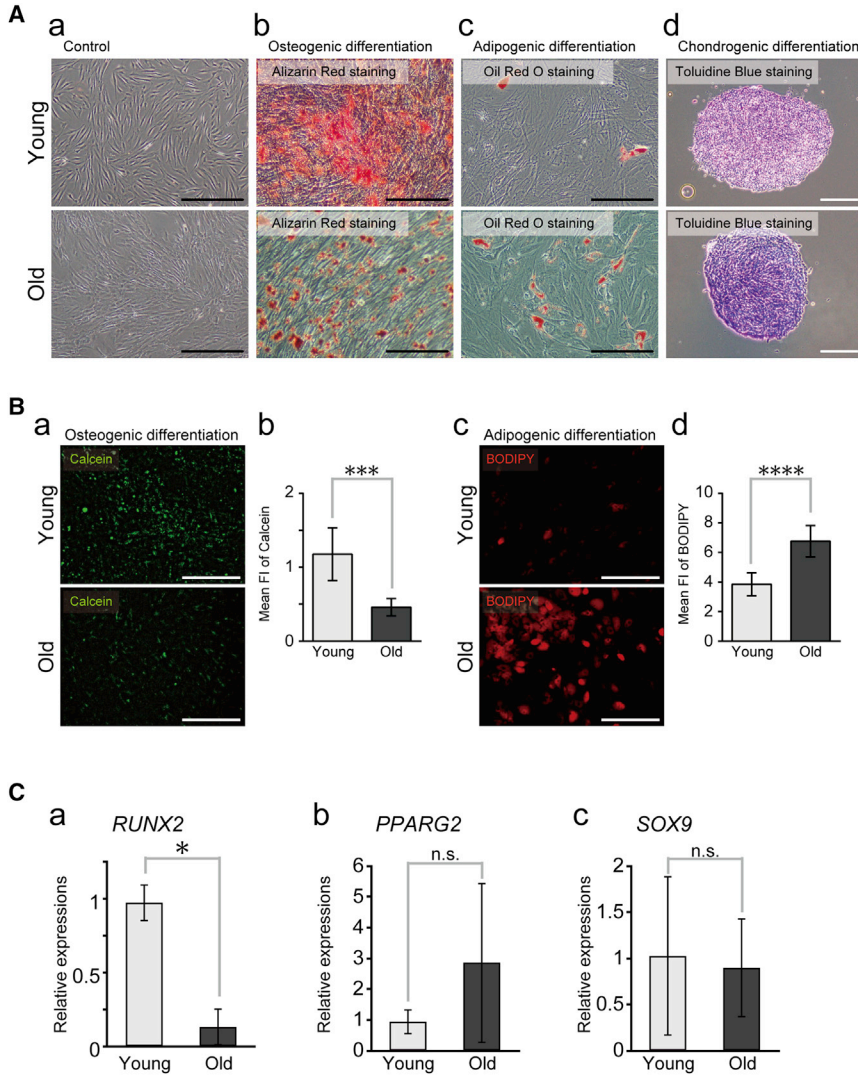 A
a
b
c
d
Control
Osteogenic differentiation
Adipogenic differentiation
Chondrogenic differentiation
Young
Alizarin Red staining
Oil Red O staining
Toluidine Blue staining
Old
Alizarin Red staining
Oil Red O staining
Toluidine Blue staining
B
a
Osteogenic differentiation
Young
Calcein
Old
Calcein
b
***
Mean FI of Calcein
2
1
0
Young Old
c
Adipogenic differentiation
Young
BODIPY
Old
BODIPY
d
****
Mean FI of BODIPY
10
8
6
4
2
0
Young Old
C
a
RUNX2
*
Relative expressions
1
0.5
0
Young Old
b
PPARG2
n.s.
Relative expressions
6
5
4
3
2
1
0
Young Old
c
SOX9
n.s.
Relative expressions
2
1.5
1
0.5
0
Young Old